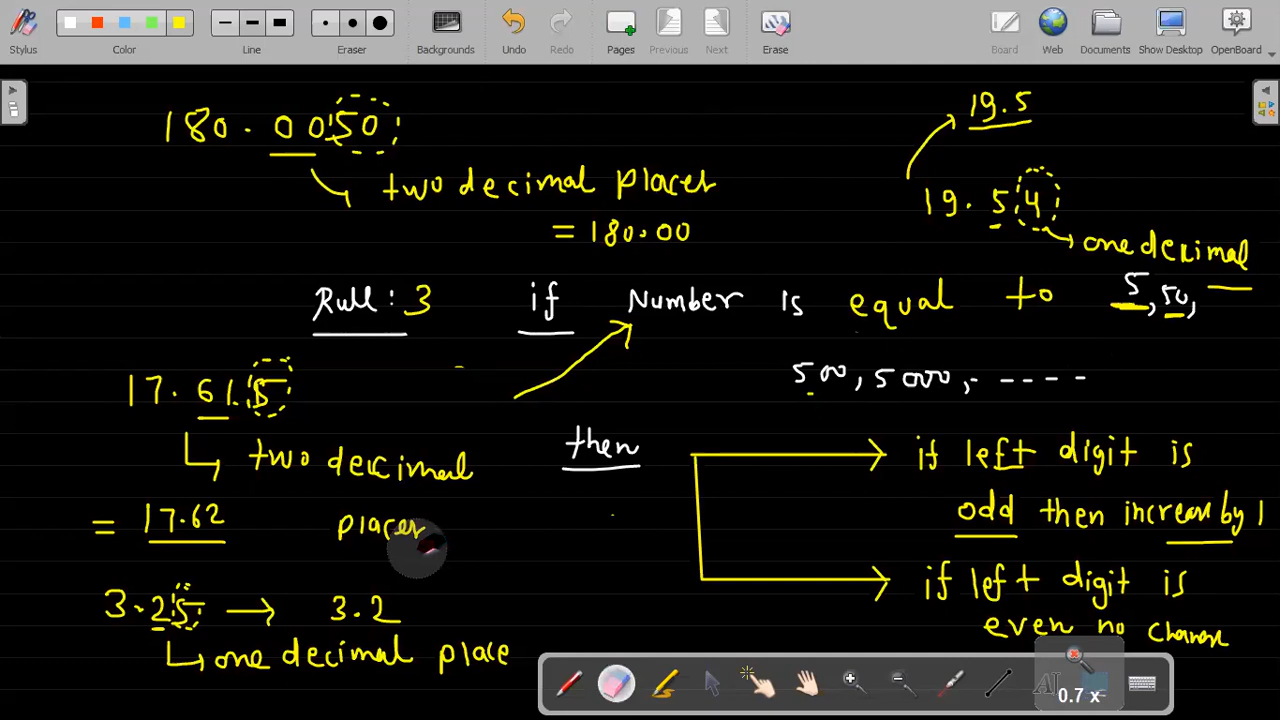 Stylus Color Line Eraser Backgrounds Undo Redo Pages Previous Next Erase Board Web Documents Show Desktop OpenBoard
180.0050
19.5
two decimal places
19.54
= 180.00
one decimal
Rull: 3 if Number is equal to 5, 50,
17.615
500, 5000, - - - - -
two decimal
then
if left digit is
= 17.62
places
odd then increase by 1
3.25 → 3.2
if left digit is
even no change
one decimal place
0.7 x